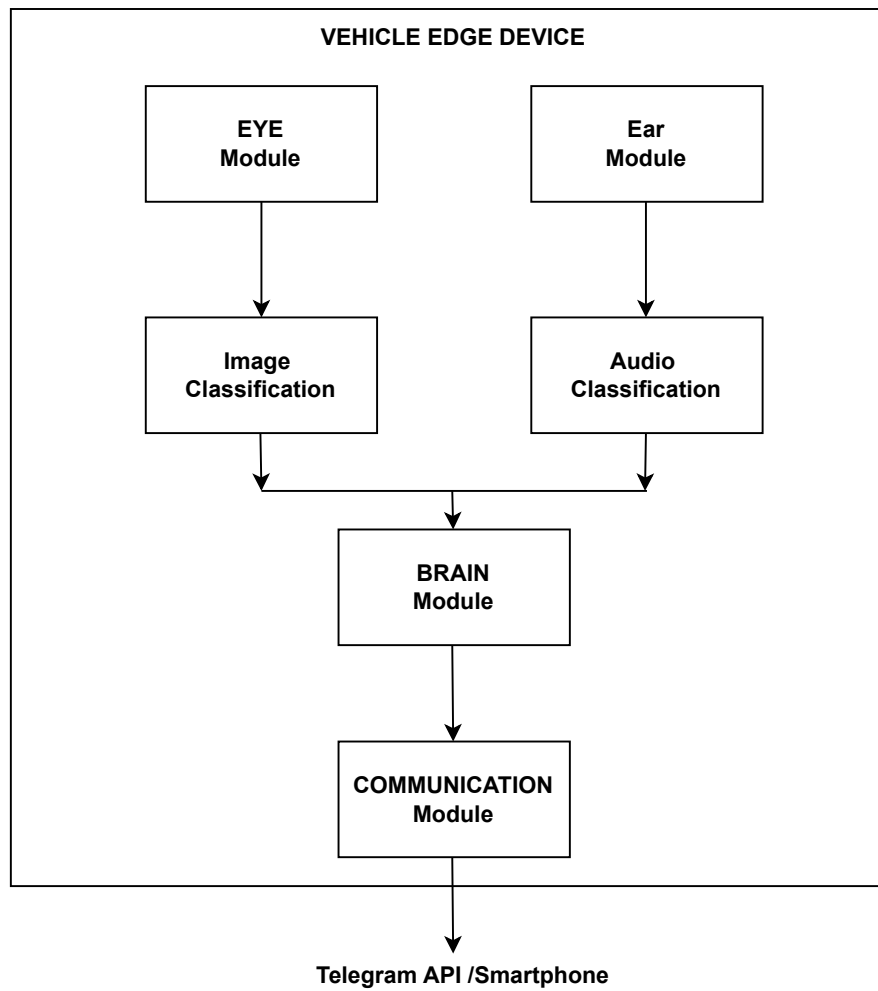 VEHICLE EDGE DEVICE
EYE
Module
Ear
Module
Image
Classification
Audio
Classification
BRAIN
Module
COMMUNICATION
Module
Telegram API /Smartphone